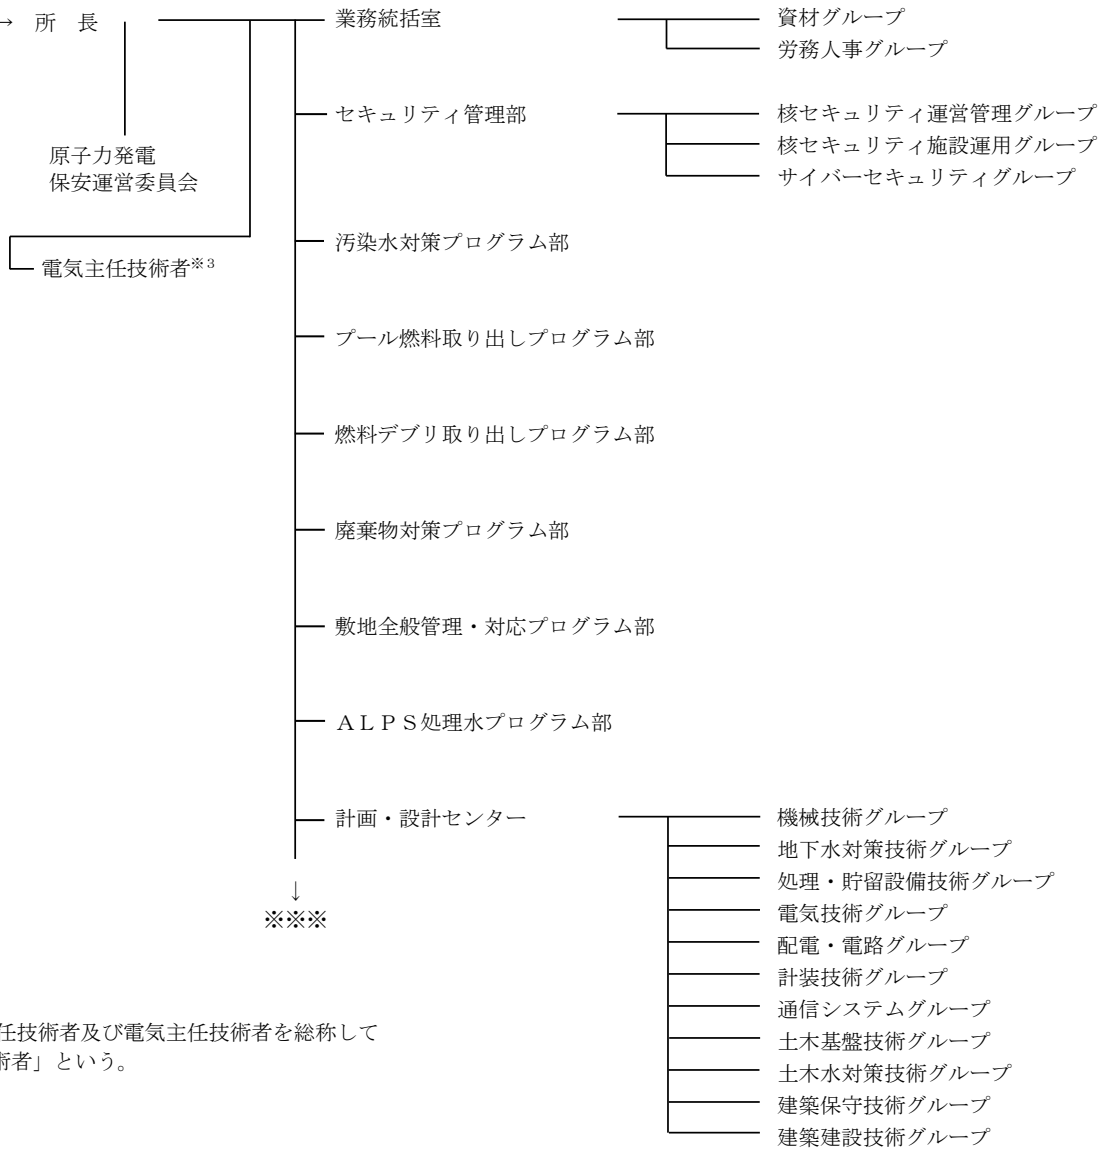 → 所 長
業務統括室
資材グループ
労務人事グループ
セキュリティ管理部
核セキュリティ運営管理グループ
核セキュリティ施設運用グループ
サイバーセキュリティグループ
原子力発電
保安運営委員会
汚染水対策プログラム部
電気主任技術者※3
プール燃料取り出しプログラム部
燃料デブリ取り出しプログラム部
廃棄物対策プログラム部
敷地全般管理・対応プログラム部
ALPS処理水プログラム部
計画・設計センター
機械技術グループ
地下水対策技術グループ
処理・貯留設備技術グループ
電気技術グループ
配電・電路グループ
計装技術グループ
通信システムグループ
土木基盤技術グループ
土木水対策技術グループ
建築保守技術グループ
建築建設技術グループ
↓
※※※
任技術者及び電気主任技術者を総称して
術者」という。